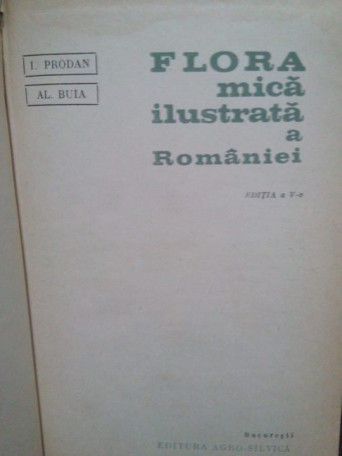 I. PRODAN
AL. BUIA
FLORA
mică
ilustrată
a
României
EDIȚIA a V-a
București
EDITURA AGRO-SILVICĂ